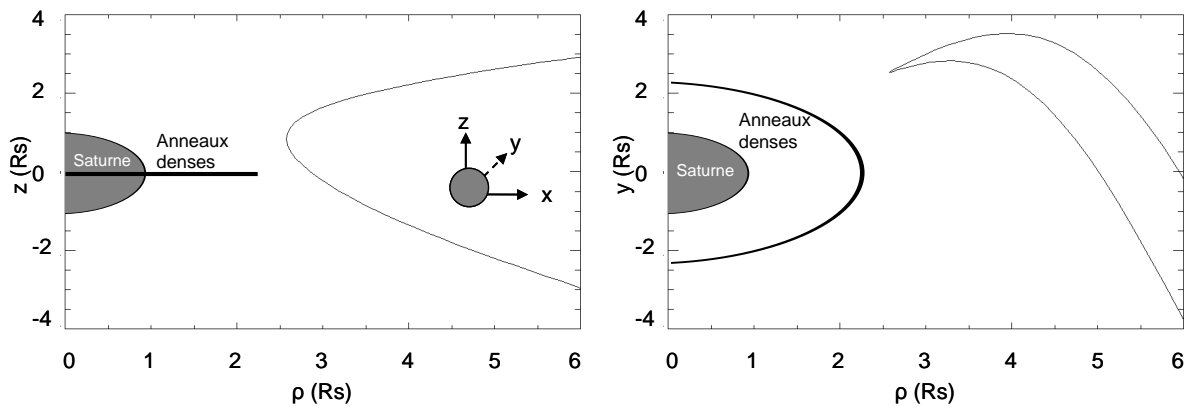 4
2
0
-2
-4
z (Rs)
Saturne
Anneaux
denses
z
y
x
0 1 2 3 4 5 6
ρ (Rs)
4
2
0
-2
-4
y (Rs)
Anneaux
denses
Saturne
0 1 2 3 4 5 6
ρ (Rs)